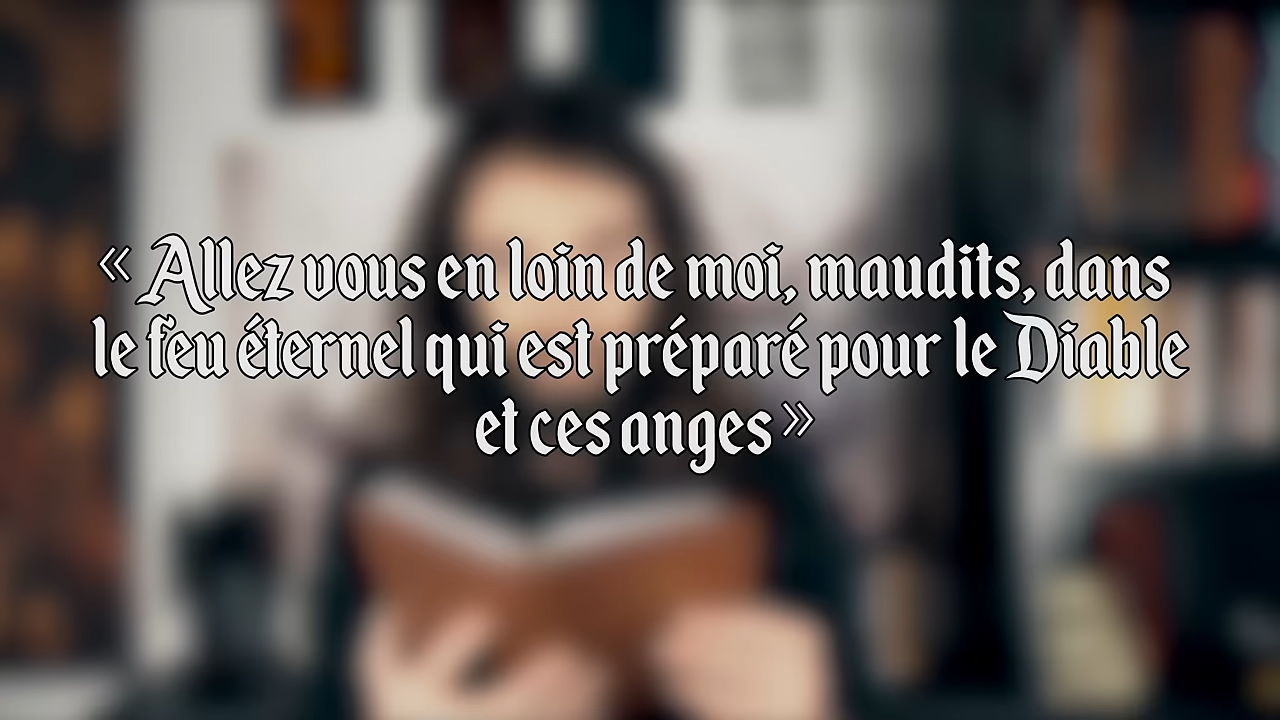 « Allez vous en loin de moi, maudits, dans
le feu éternel qui est préparé pour le Diable
et ces anges »